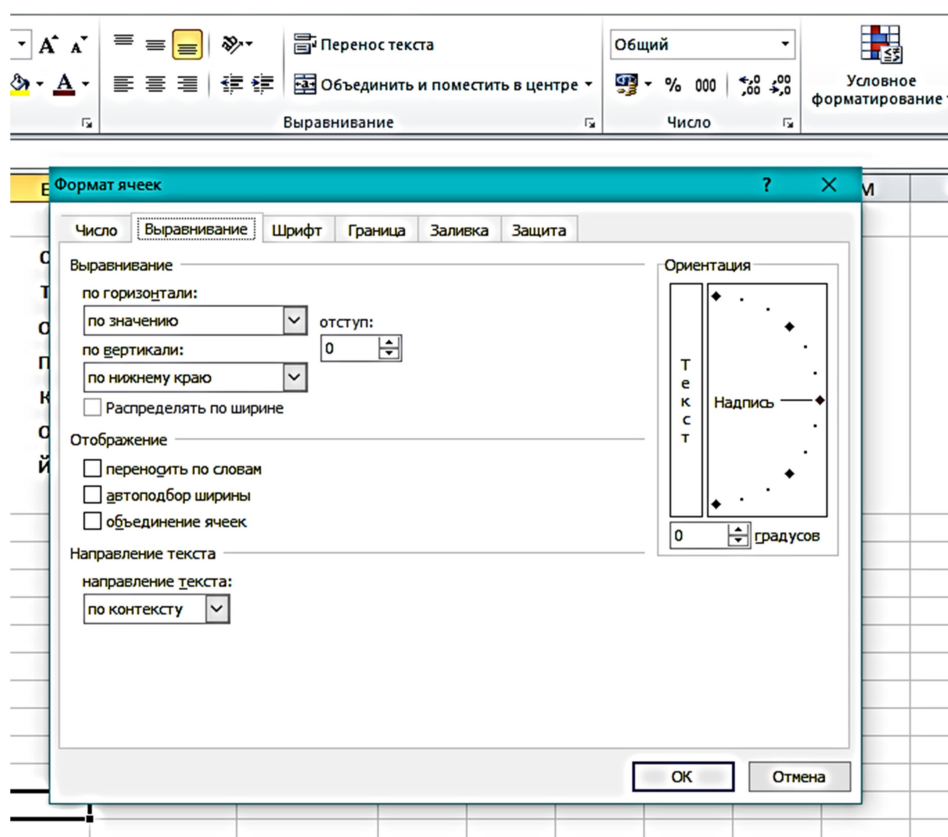 Перенос текста
Общий
Объединить и поместить в центре
% 000
Условное
форматирование
Выравнивание
Число
E
M
Формат ячеек
?
Число Выравнивание Шрифт Граница Заливка Защита
Выравнивание
по горизонтали:
по значению
отступ:
0
по вертикали:
по нижнему краю
Распределять по ширине
Отображение
переносить по словам
автоподбор ширины
объединение ячеек
Направление текста
направление текста:
по контексту
Ориентация
Текст
Надпись
0 градусов
ОК
Отмена